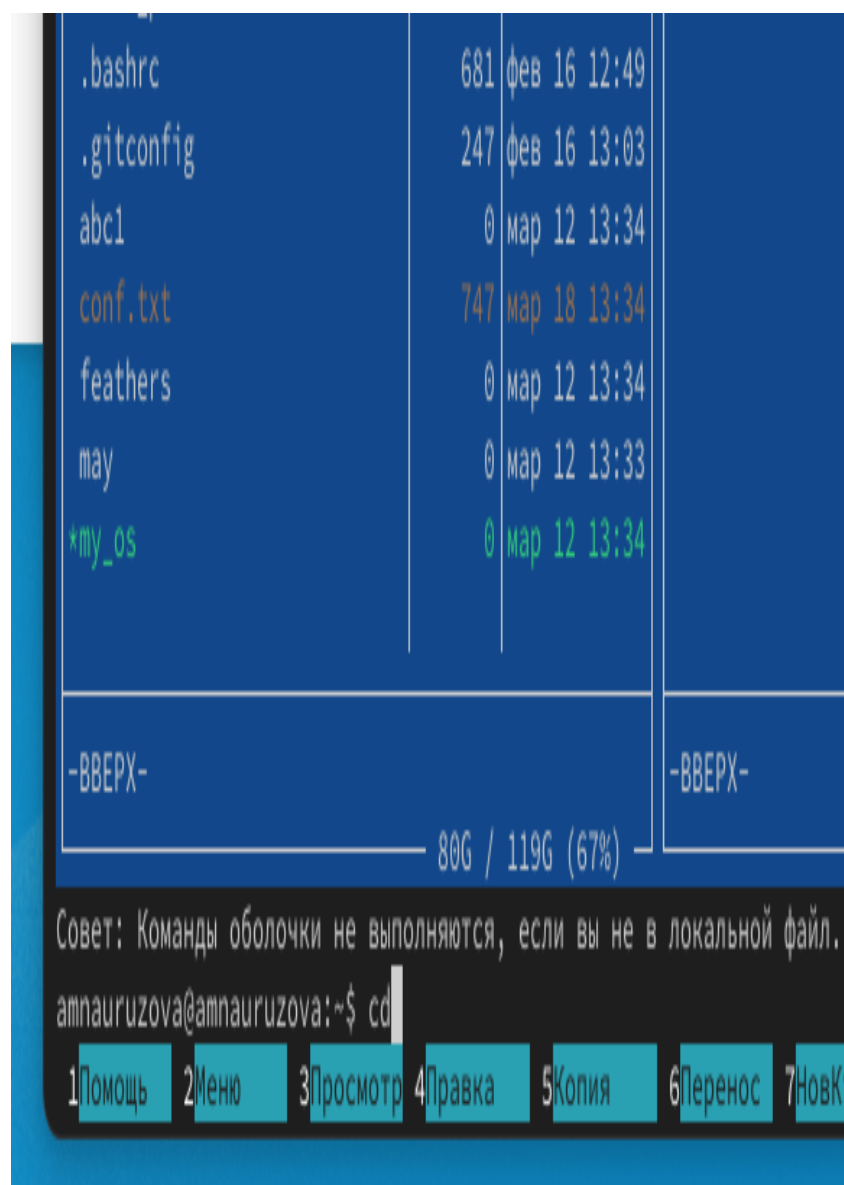 .bashrc 681 фев 16 12:49
.gitconfig 247 фев 16 13:03
abc1 0 мар 12 13:34
conf.txt 747 мар 18 13:34
feathers 0 мар 12 13:34
may 0 мар 12 13:33
*my_os 0 мар 12 13:34
-ВВЕРХ- -ВВЕРХ-
80G / 119G (67%)
Совет: Команды оболочки не выполняются, если вы не в локальной файл.
amnauruzova@amnauruzova:~$ cd
1Помощь 2Меню 3Просмотр 4Правка 5Копия 6Перенос 7НовК